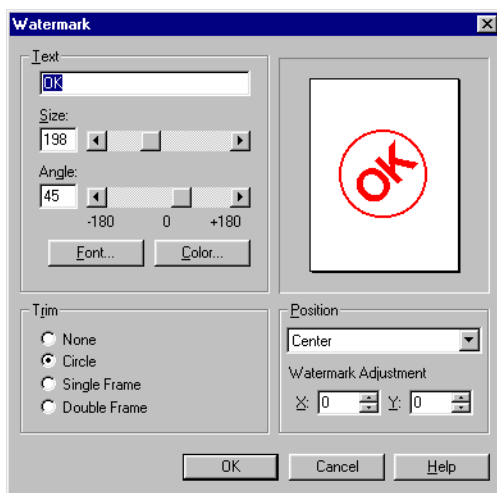 Watermark
Text
OK
Size:
198
Angle:
45
-180 0 +180
Font... Color...
OK
Trim
None
Circle
Single Frame
Double Frame
Position
Center
Watermark Adjustment
X: 0 Y: 0
OK Cancel Help